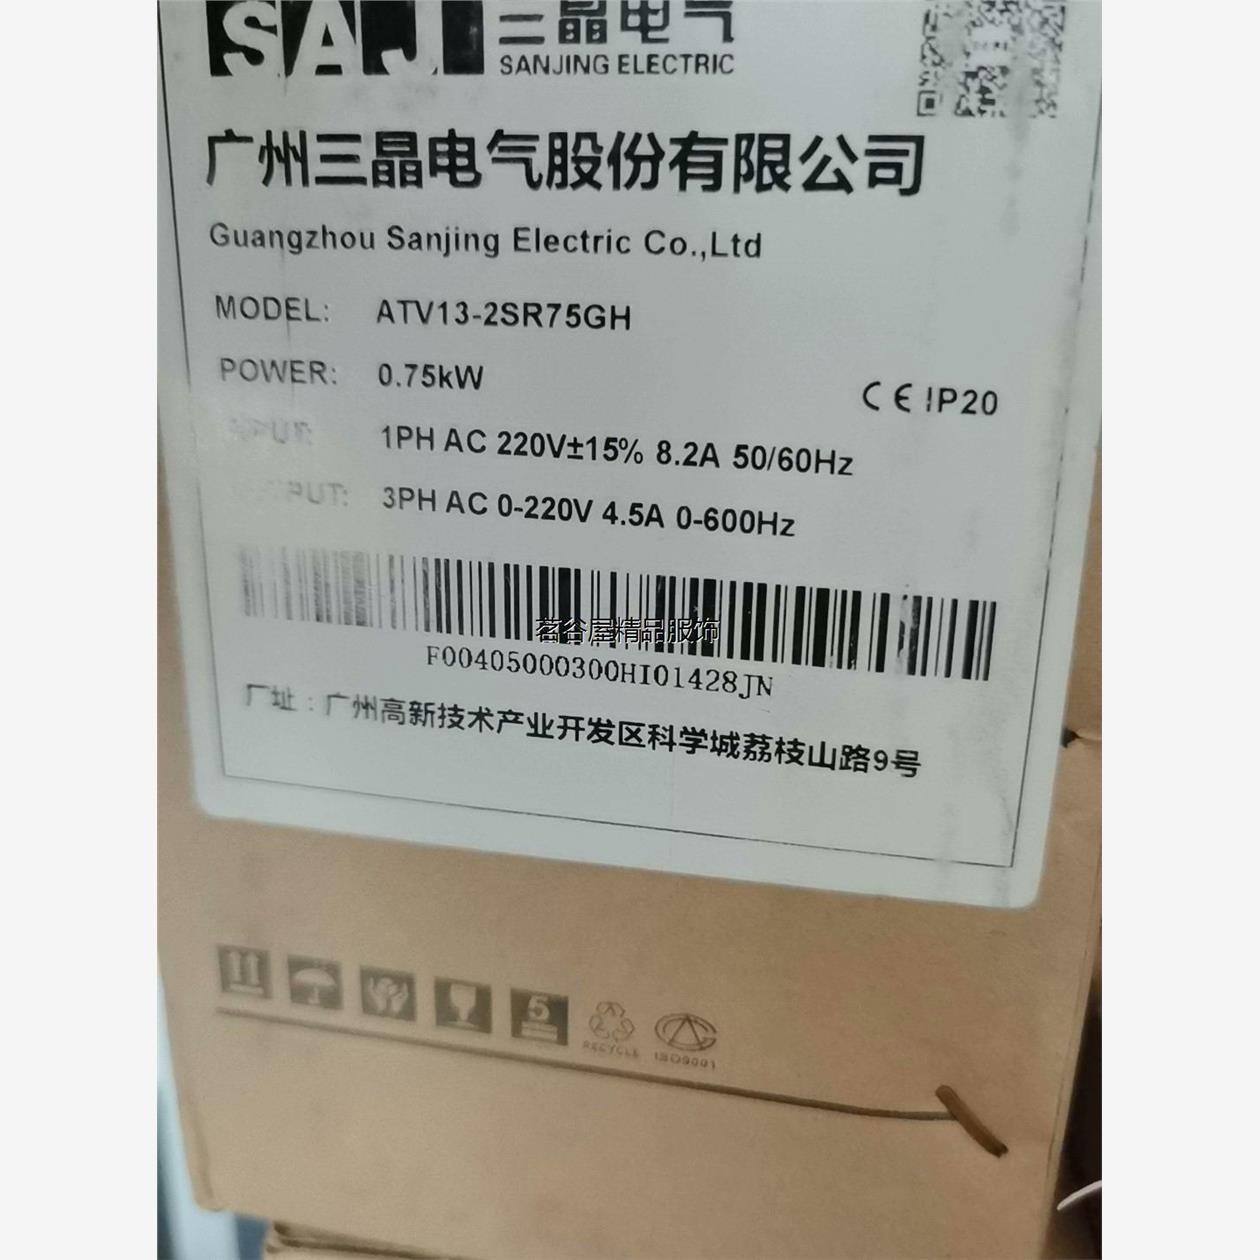 SAJ 三晶电气
SANJING ELECTRIC
广州三晶电气股份有限公司
Guangzhou Sanjing Electric Co.,Ltd
MODEL: ATV13-2SR75GH
POWER: 0.75kW
CE IP20
INPUT: 1PH AC 220V±15% 8.2A 50/60Hz
OUTPUT: 3PH AC 0-220V 4.5A 0-600Hz
茗谷屋精品服饰
F00405000300HI01428JN
厂址：广州高新技术产业开发区科学城荔枝山路9号
5
RECYCLE ISO9001